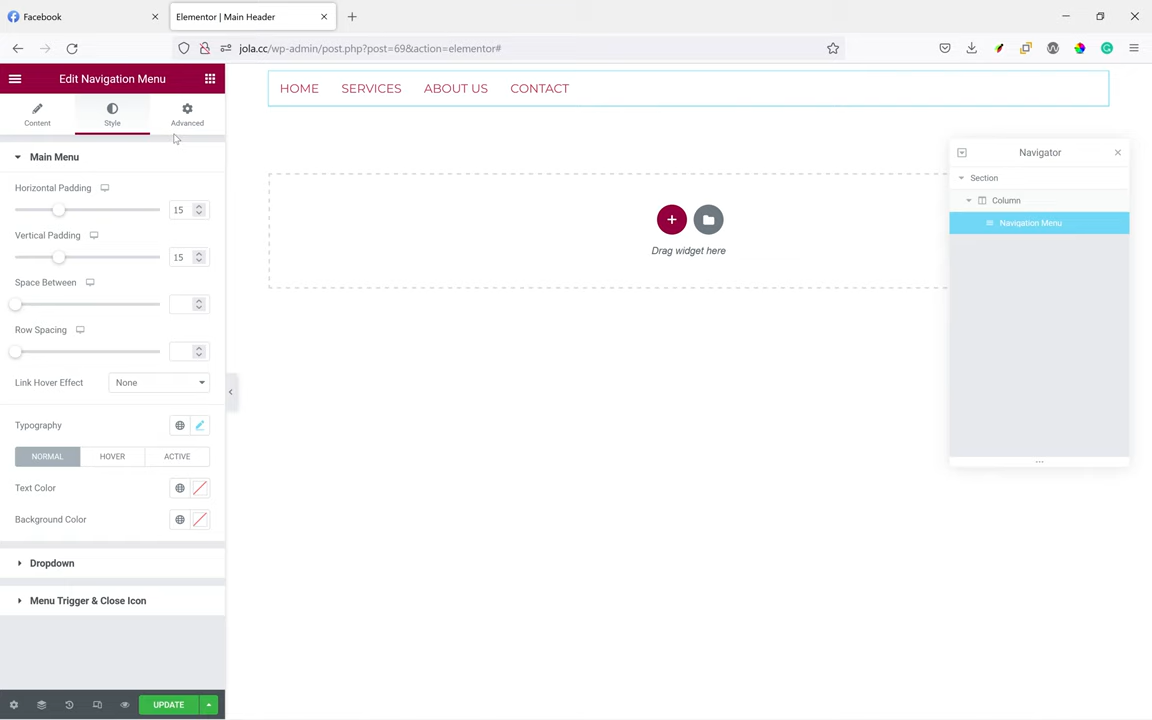 Facebook
Elementor | Main Header
jola.cc/wp-admin/post.php?post=69&action=elementor#
Edit Navigation Menu
HOME SERVICES ABOUT US CONTACT
Content Style Advanced
Main Menu
Horizontal Padding
15
Vertical Padding
15
Space Between
Row Spacing
Link Hover Effect None
Typography
NORMAL HOVER ACTIVE
Text Color
Background Color
Dropdown
Menu Trigger & Close Icon
UPDATE
Drag widget here
Navigator
Section
Column
Navigation Menu